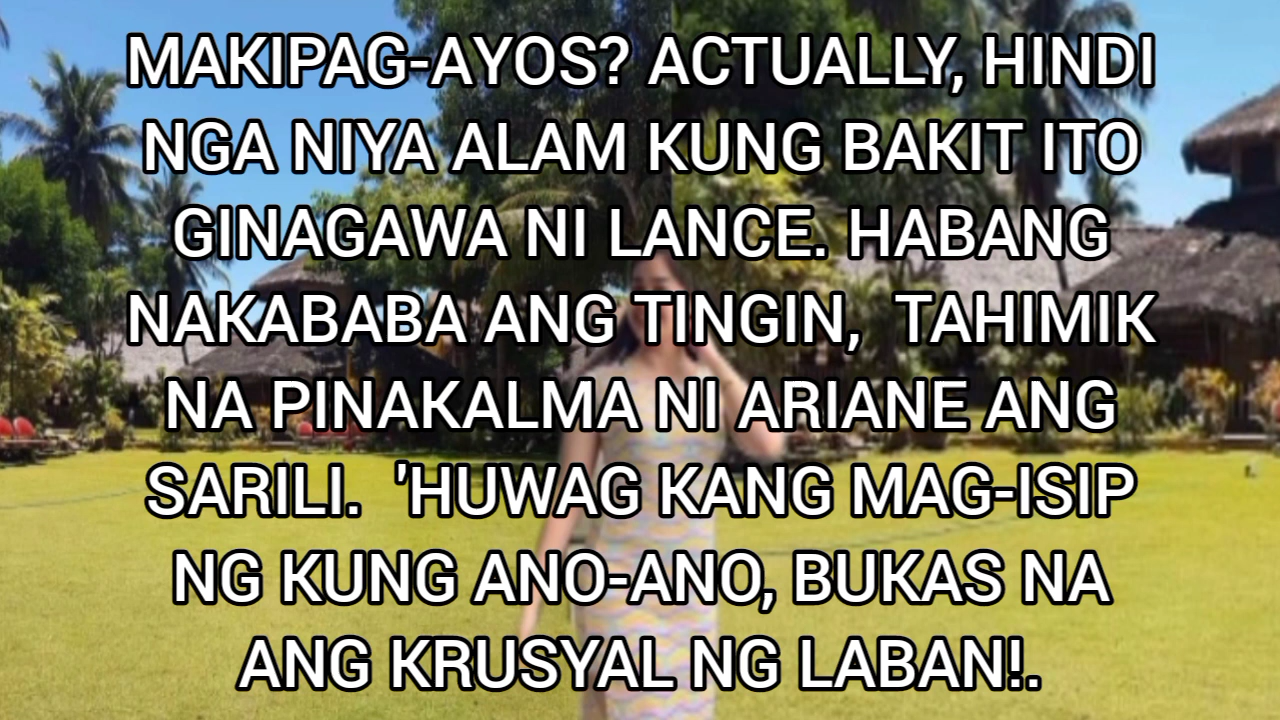 MAKIPAG-AYOS? ACTUALLY, HINDI
NGA NIYA ALAM KUNG BAKIT ITO
GINAGAWA NI LANCE. HABANG
NAKABABA ANG TINGIN, TAHIMIK
NA PINAKALMA NI ARIANE ANG
SARILI. 'HUWAG KANG MAG-ISIP
NG KUNG ANO-ANO, BUKAS NA
ANG KRUSYAL NG LABAN!.